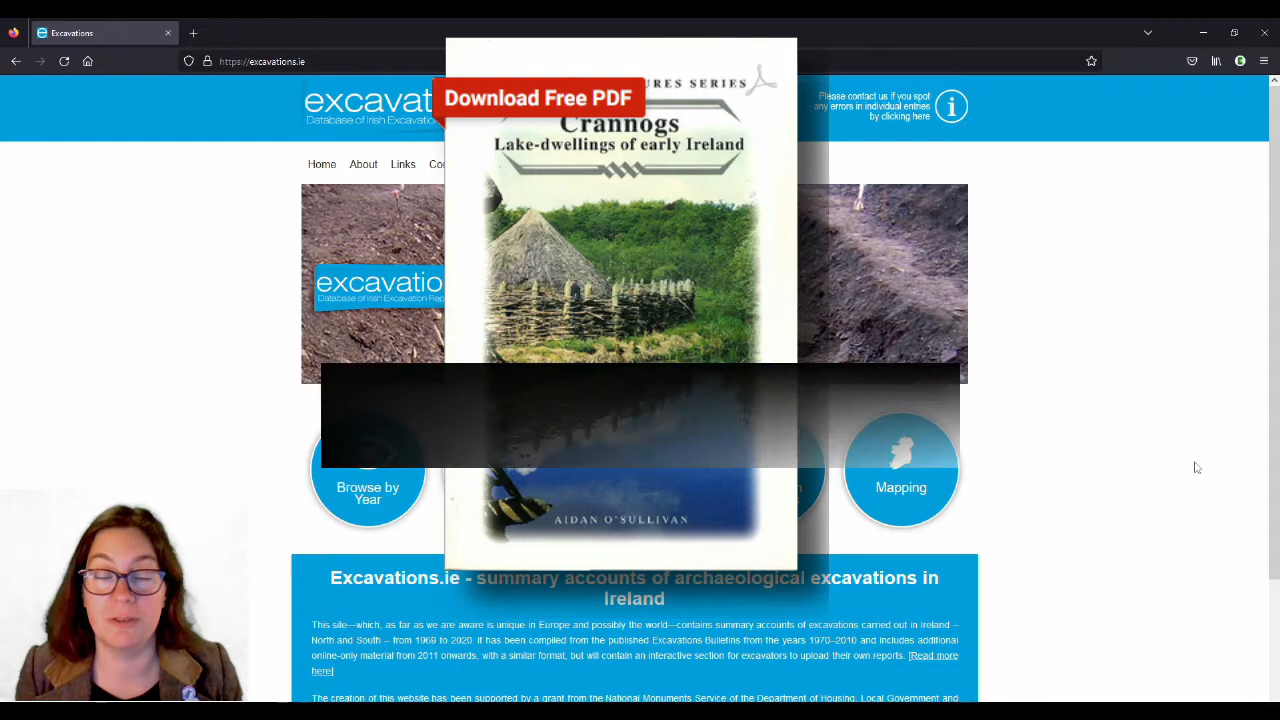 Excavations
https://excavations.ie
excavat
Database of Irish Excavation
Please contact us if you spot
any errors in individual entries
by clicking here
URES SERIES
Download Free PDF
Crannogs
Lake-dwellings of early Ireland
Home About Links Co
excavatio
Database of Irish Excavation Rep
Browse by
Year
Mapping
AIDAN O'SULLIVAN
Excavations.ie - summary accounts of archaeological excavations in
Ireland
This site—which, as far as we are aware is unique in Europe and possibly the world—contains summary accounts of excavations carried out in Ireland –
North and South – from 1969 to 2020. It has been compiled from the published Excavations Bulletins from the years 1970–2010 and includes additional
online-only material from 2011 onwards, with a similar format, but will contain an interactive section for excavators to upload their own reports. [Read more
here]
The creation of this website has been supported by a grant from the National Monuments Service of the Department of Housing, Local Government and